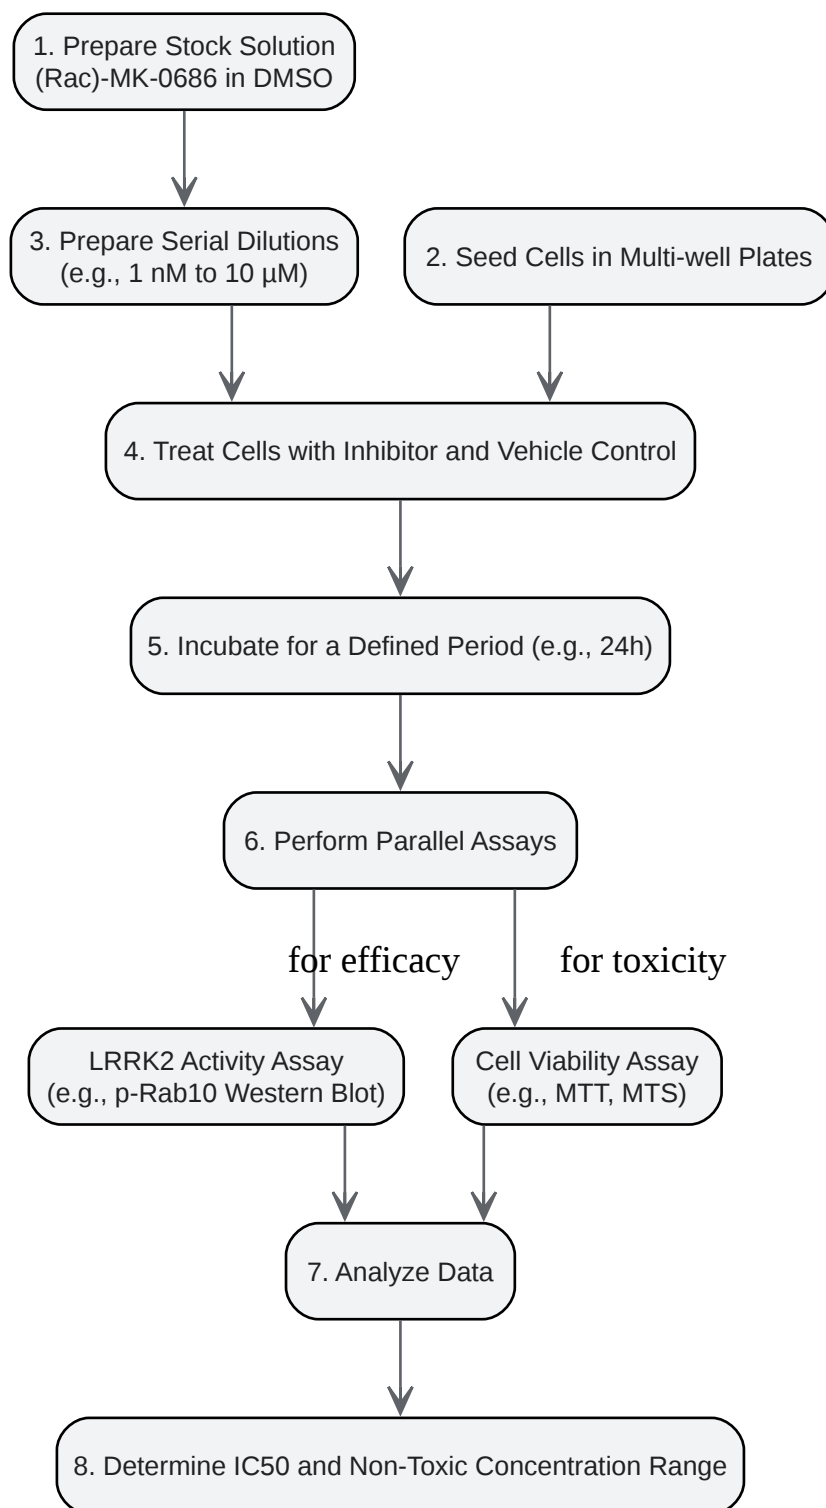 1. Prepare Stock Solution
(Rac)-MK-0686 in DMSO
3. Prepare Serial Dilutions
(e.g., 1 nM to 10 µM)
2. Seed Cells in Multi-well Plates
4. Treat Cells with Inhibitor and Vehicle Control
5. Incubate for a Defined Period (e.g., 24h)
6. Perform Parallel Assays
for efficacy
for toxicity
LRRK2 Activity Assay
(e.g., p-Rab10 Western Blot)
Cell Viability Assay
(e.g., MTT, MTS)
7. Analyze Data
8. Determine IC50 and Non-Toxic Concentration Range